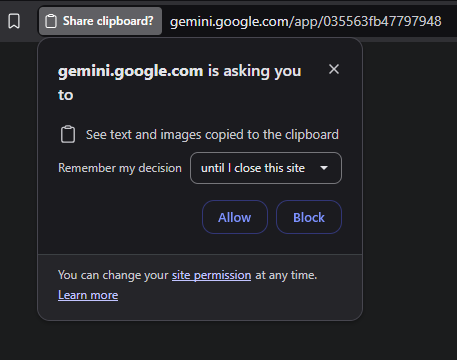 Share clipboard? gemini.google.com/app/035563fb47797948
gemini.google.com is asking you
to
See text and images copied to the clipboard
Remember my decision until I close this site
Allow Block
You can change your site permission at any time.
Learn more